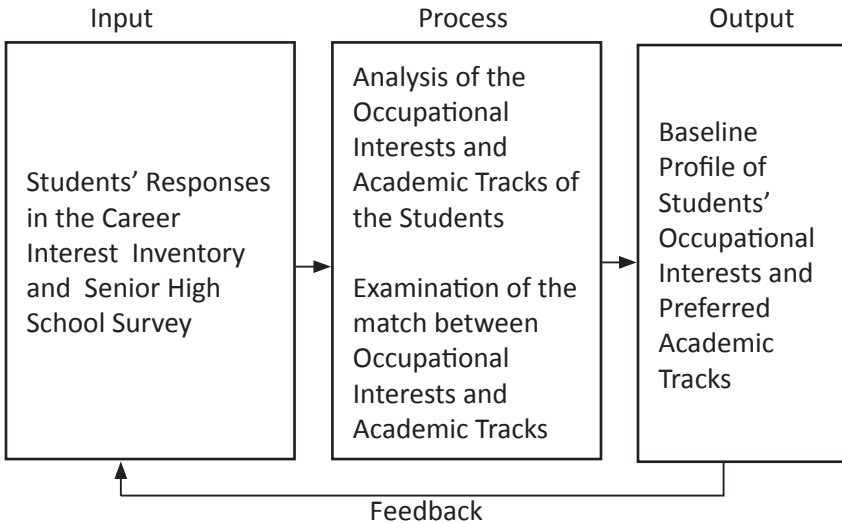 Input
Students’ Responses
in the Career
Interest Inventory
and Senior High
School Survey
Process
Analysis of the
Occupational
Interests and
Academic Tracks of
the Students
Examination of the
match between
Occupational
Interests and
Academic Tracks
Output
Baseline
Profile of
Students’
Occupational
Interests and
Preferred
Academic
Tracks
Feedback